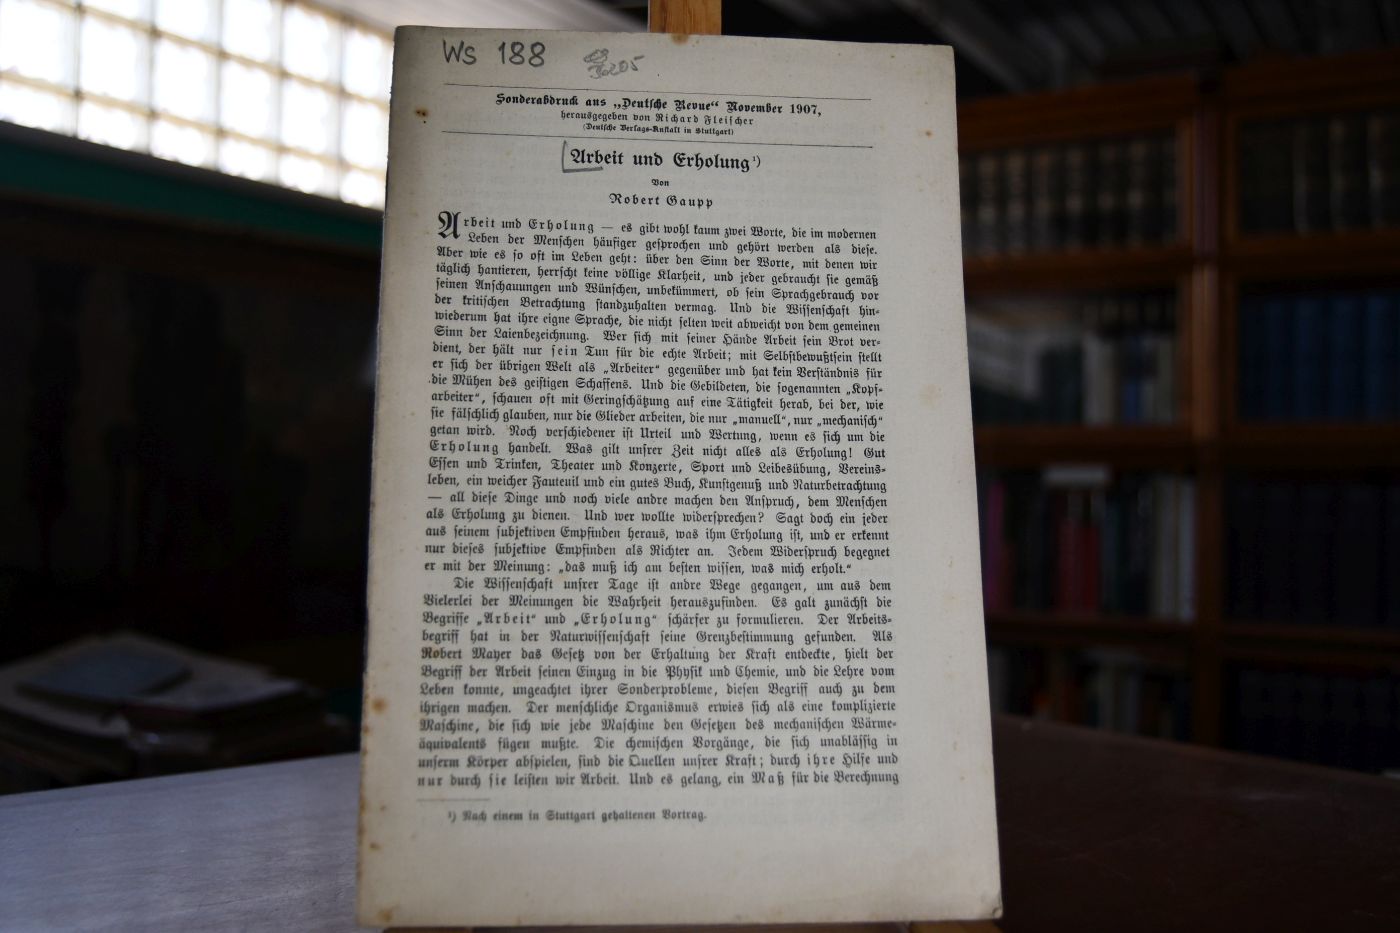 Ws 188
Sonderabdruck aus „Deutsche Revue“ November 1907,
herausgegeben von Richard Fleischer
(Deutsche Verlags-Anstalt in Stuttgart)
Arbeit und Erholung¹)
Von
Robert Gaupp
Arbeit und Erholung — es gibt wohl kaum zwei Worte, die im modernen
Leben der Menschen häufiger gesprochen und gehört werden als diese.
Aber wie es so oft im Leben geht: über den Sinn der Worte, mit denen wir
täglich hantieren, herrscht keine völlige Klarheit, und jeder gebraucht sie gemäß
seinen Anschauungen und Wünschen, unbekümmert, ob sein Sprachgebrauch vor
der kritischen Betrachtung standzuhalten vermag. Und die Wissenschaft hin-
wiederum hat ihre eigne Sprache, die nicht selten weit abweicht von dem gemeinen
Sinn der Laienbezeichnung. Wer sich mit seiner Hände Arbeit sein Brot ver-
dient, der hält nur sein Tun für die echte Arbeit; mit Selbstbewußtsein stellt
er sich der übrigen Welt als „Arbeiter“ gegenüber und hat kein Verständnis für
die Mühen des geistigen Schaffens. Und die Gebildeten, die sogenannten „Kopf-
arbeiter“, schauen oft mit Geringschätzung auf eine Tätigkeit herab, bei der, wie
sie fälschlich glauben, nur die Glieder arbeiten, die nur „manuell“, nur „mechanisch“
getan wird. Noch verschiedener ist Urteil und Wertung, wenn es sich um die
Erholung handelt. Was gilt unsrer Zeit nicht alles als Erholung! Gut
Essen und Trinken, Theater und Konzerte, Sport und Leibesübung, Vereins-
leben, ein weicher Fauteuil und ein gutes Buch, Kunstgenuß und Naturbetrachtung
— all diese Dinge und noch viele andre machen den Anspruch, dem Menschen
als Erholung zu dienen. Und wer wollte widersprechen? Sagt doch ein jeder
aus seinem subjektiven Empfinden heraus, was ihm Erholung ist, und er erkennt
nur dieses subjektive Empfinden als Richter an. Jedem Widerspruch begegnet
er mit der Meinung: „das muß ich am besten wissen, was mich erholt.“
Die Wissenschaft unsrer Tage ist andre Wege gegangen, um aus dem
Vielerlei der Meinungen die Wahrheit herauszufinden. Es galt zunächst die
Begriffe „Arbeit“ und „Erholung“ schärfer zu formulieren. Der Arbeits-
begriff hat in der Naturwissenschaft seine Grenzbestimmung gefunden. Als
Robert Mayer das Gesetz von der Erhaltung der Kraft entdeckte, hielt der
Begriff der Arbeit seinen Einzug in die Physik und Chemie, und die Lehre vom
Leben konnte, ungeachtet ihrer Sonderprobleme, diesen Begriff auch zu dem
ihrigen machen. Der menschliche Organismus erwies sich als eine komplizierte
Maschine, die sich wie jede Maschine den Gesetzen des mechanischen Wärme-
äquivalents fügen mußte. Die chemischen Vorgänge, die sich unablässig in
unserm Körper abspielen, sind die Quellen unsrer Kraft; durch ihre Hilfe und
nur durch sie leisten wir Arbeit. Und es gelang, ein Maß für die Berechnung
¹) Nach einem in Stuttgart gehaltenen Vortrag.